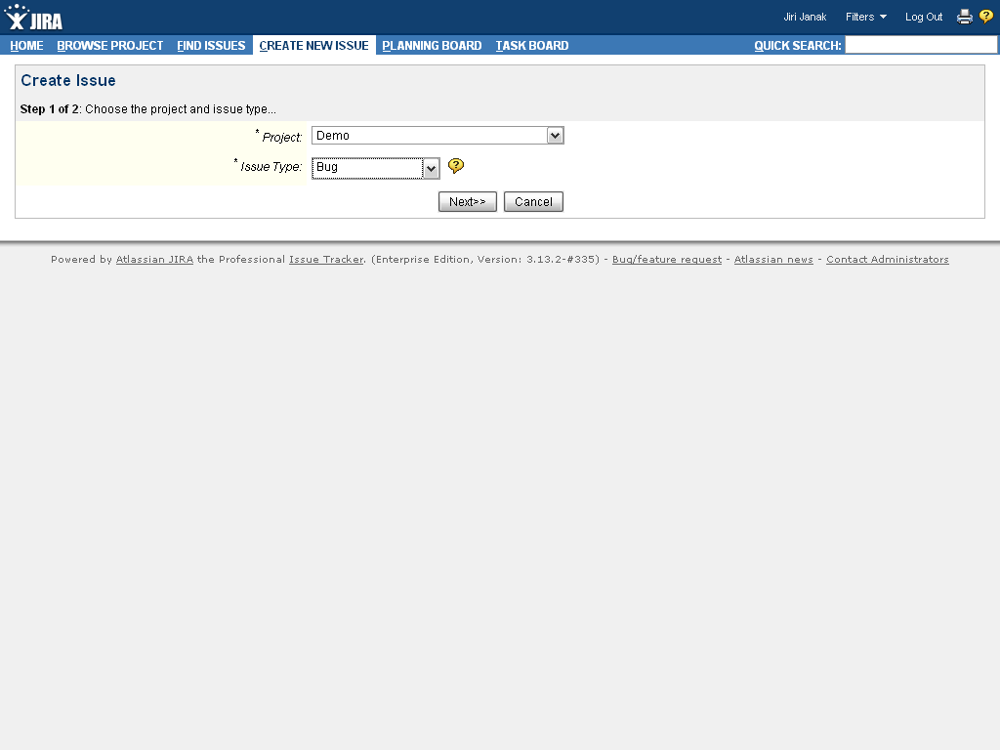 JIRA Jiri Janak Filters Log Out
HOME BROWSE PROJECT FIND ISSUES CREATE NEW ISSUE PLANNING BOARD TASK BOARD QUICK SEARCH:
Create Issue
Step 1 of 2: Choose the project and issue type...
* Project: Demo
* Issue Type: Bug ?
Next>> Cancel
Powered by Atlassian JIRA the Professional Issue Tracker. (Enterprise Edition, Version: 3.13.2-#335) - Bug/feature request - Atlassian news - Contact Administrators